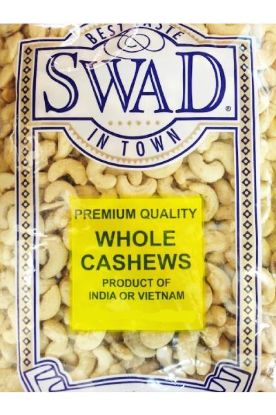 BEST TASTE
SWAD®
IN TOWN
PREMIUM QUALITY
WHOLE
CASHEWS
PRODUCT OF
INDIA OR VIETNAM